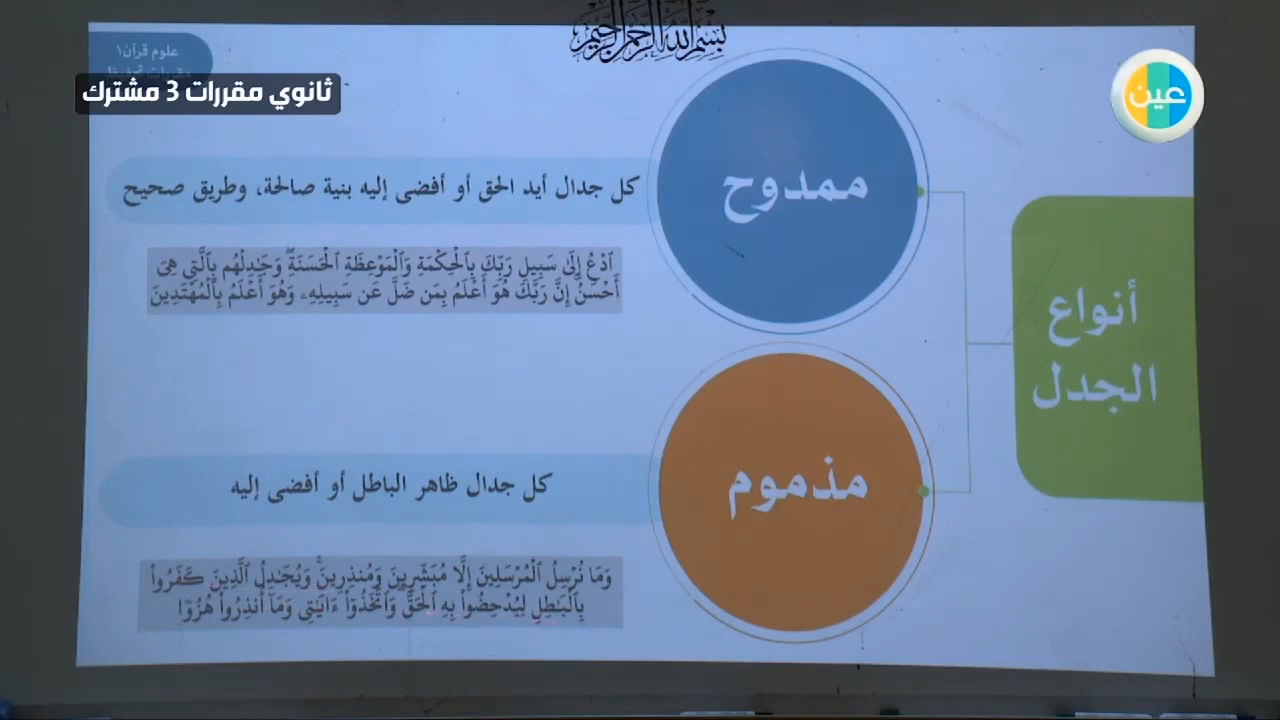 بسم الله الرحمن الرحيم
علوم قرآن١
ثانوي مقررات 3 مشترك
عين
أنواع
الجدل
ممدوح
كل جدال أيد الحق أو أفضى إليه بنية صالحة، وطريق صحيح
ٱدۡعُ إِلَىٰ سَبِيلِ رَبِّكَ بِٱلۡحِكۡمَةِ وَٱلۡمَوۡعِظَةِ ٱلۡحَسَنَةِۖ وَجَٰدِلۡهُم بِٱلَّتِي هِيَ
أَحۡسَنُۚ إِنَّ رَبَّكَ هُوَ أَعۡلَمُ بِمَن ضَلَّ عَن سَبِيلِهِۦ وَهُوَ أَعۡلَمُ بِٱلۡمُهۡتَدِينَ
مذموم
كل جدال ظاهر الباطل أو أفضى إليه
وَمَا نُرۡسِلُ ٱلۡمُرۡسَلِينَ إِلَّا مُبَشِّرِينَ وَمُنذِرِينَۚ وَيُجَٰدِلُ ٱلَّذِينَ كَفَرُواْ
بِٱلۡبَٰطِلِ لِيُدۡحِضُواْ بِهِ ٱلۡحَقَّۖ وَٱتَّخَذُوٓاْ ءَايَٰتِي وَمَآ أُنذِرُواْ هُزُوٗا